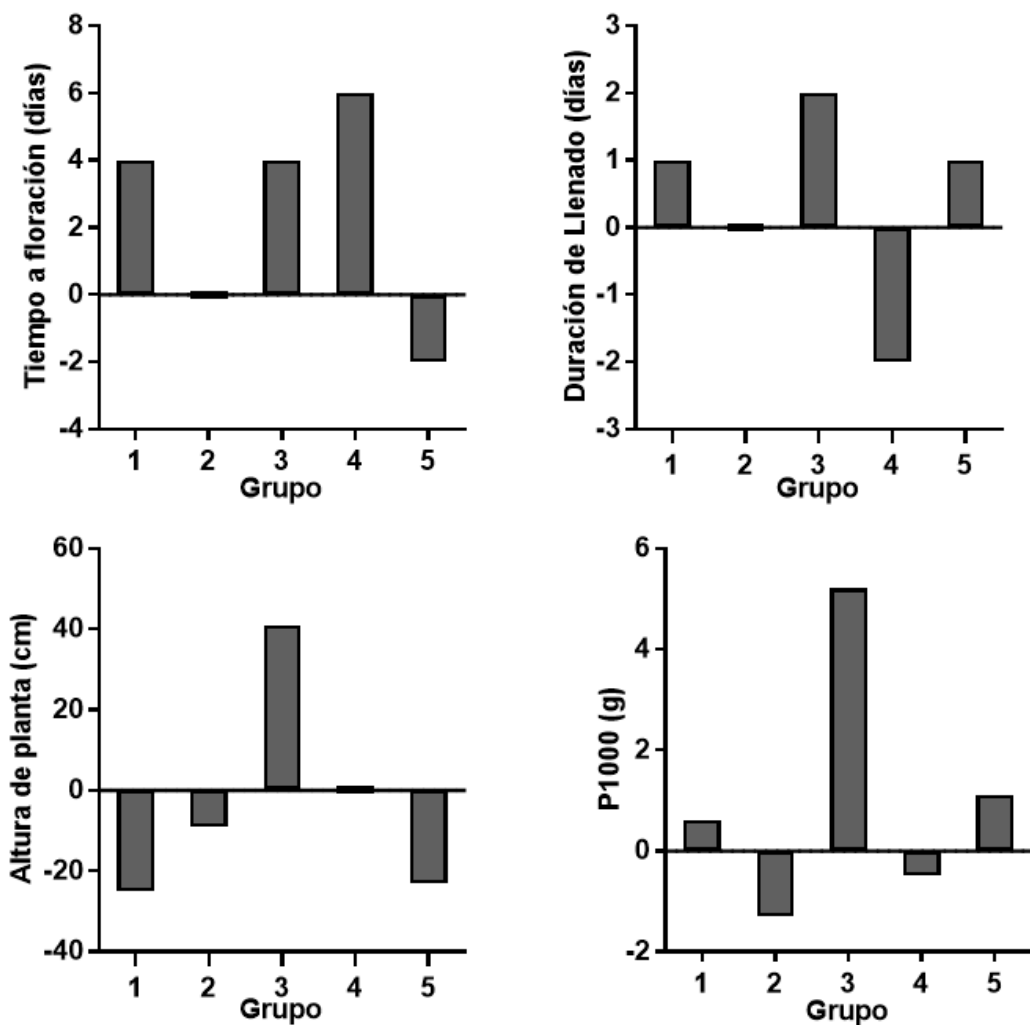 Tiempo a floración (días)
8
6
4
2
0
-2
-4
1 2 3 4 5
Grupo
Duración de Llenado (días)
3
2
1
0
-1
-2
-3
1 2 3 4 5
Grupo
Altura de planta (cm)
60
40
20
0
-20
-40
1 2 3 4 5
Grupo
P1000 (g)
6
4
2
0
-2
1 2 3 4 5
Grupo